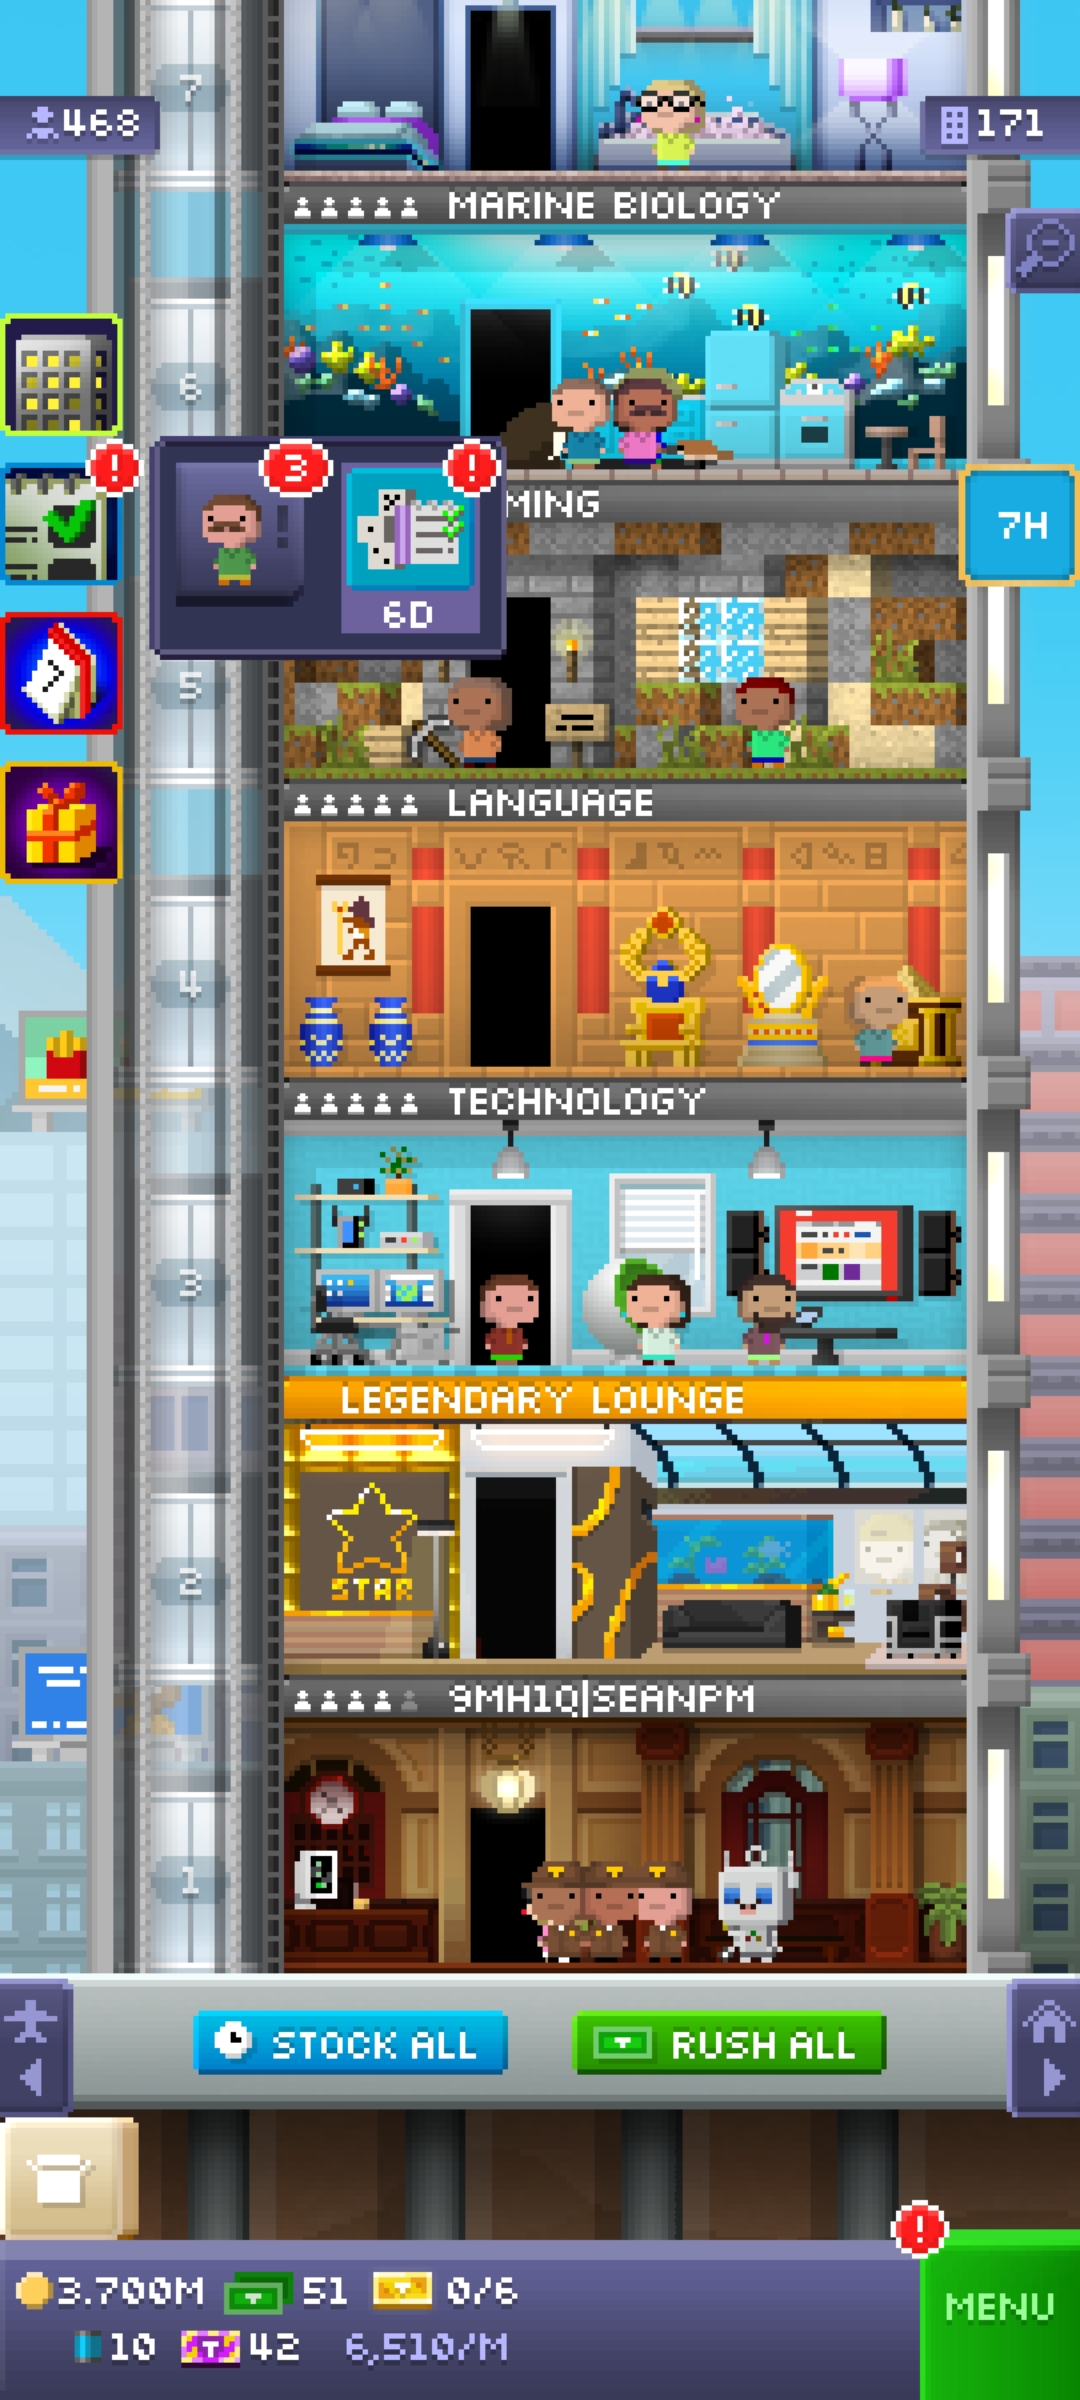 7
468
171
MARINE BIOLOGY
6
3
!
!
!
MING
7H
6D
5
LANGUAGE
4
TECHNOLOGY
3
LEGENDARY LOUNGE
STAR
2
9MH1Q|SEANPM
1
STOCK ALL
RUSH ALL
!
3.700M 51 0/6
10 42 6,510/M
MENU